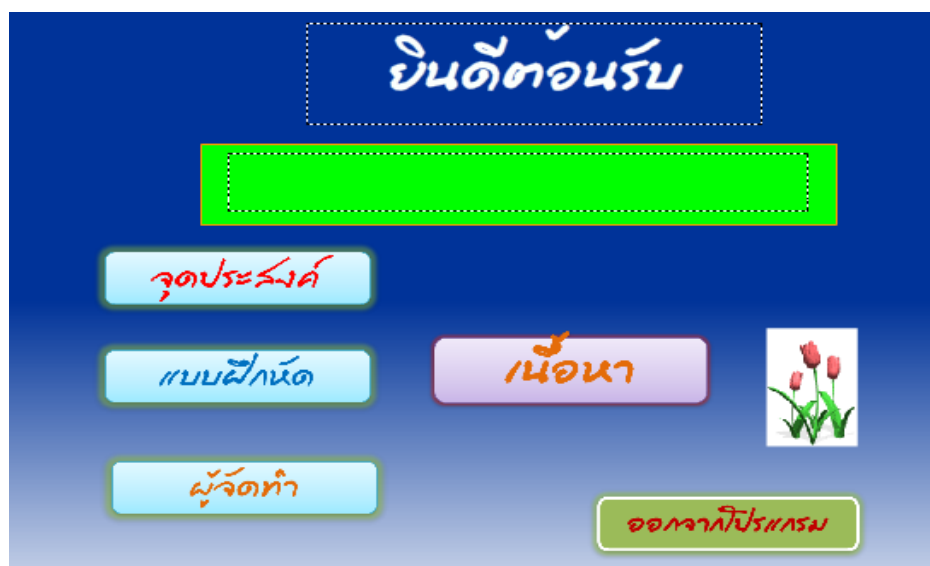 ยินดีต้อนรับ
จุดประสงค์
แบบฝึกหัด
เนื้อหา
ผู้จัดทำ
ออกจากโปรแกรม